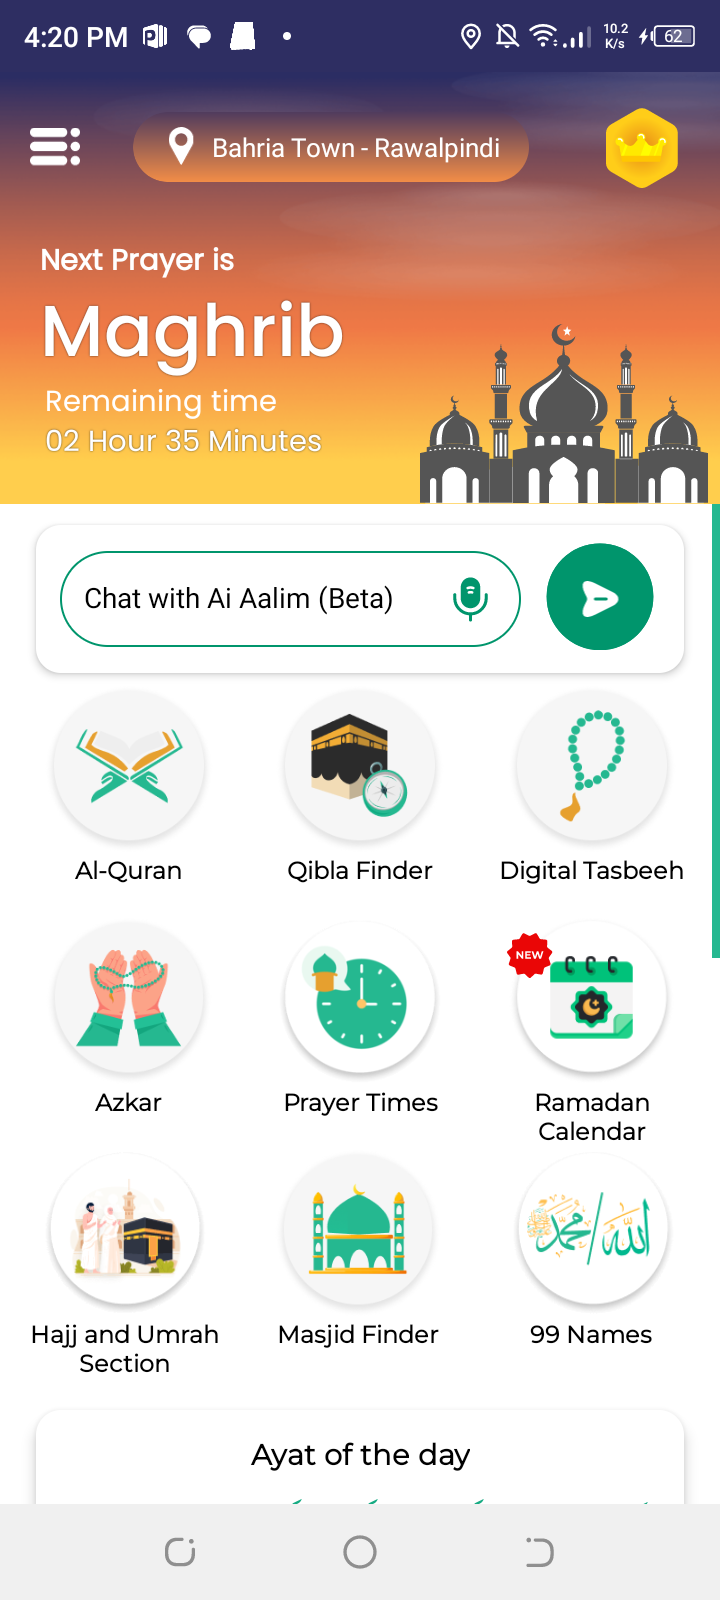 4:20 PM
10.2
K/s
62
Bahria Town - Rawalpindi
Next Prayer is
Maghrib
Remaining time
02 Hour 35 Minutes
Chat with Ai Aalim (Beta)
Al-Quran
Qibla Finder
Digital Tasbeeh
NEW
Azkar
Prayer Times
Ramadan
Calendar
الله/محمد
Hajj and Umrah
Section
Masjid Finder
99 Names
Ayat of the day